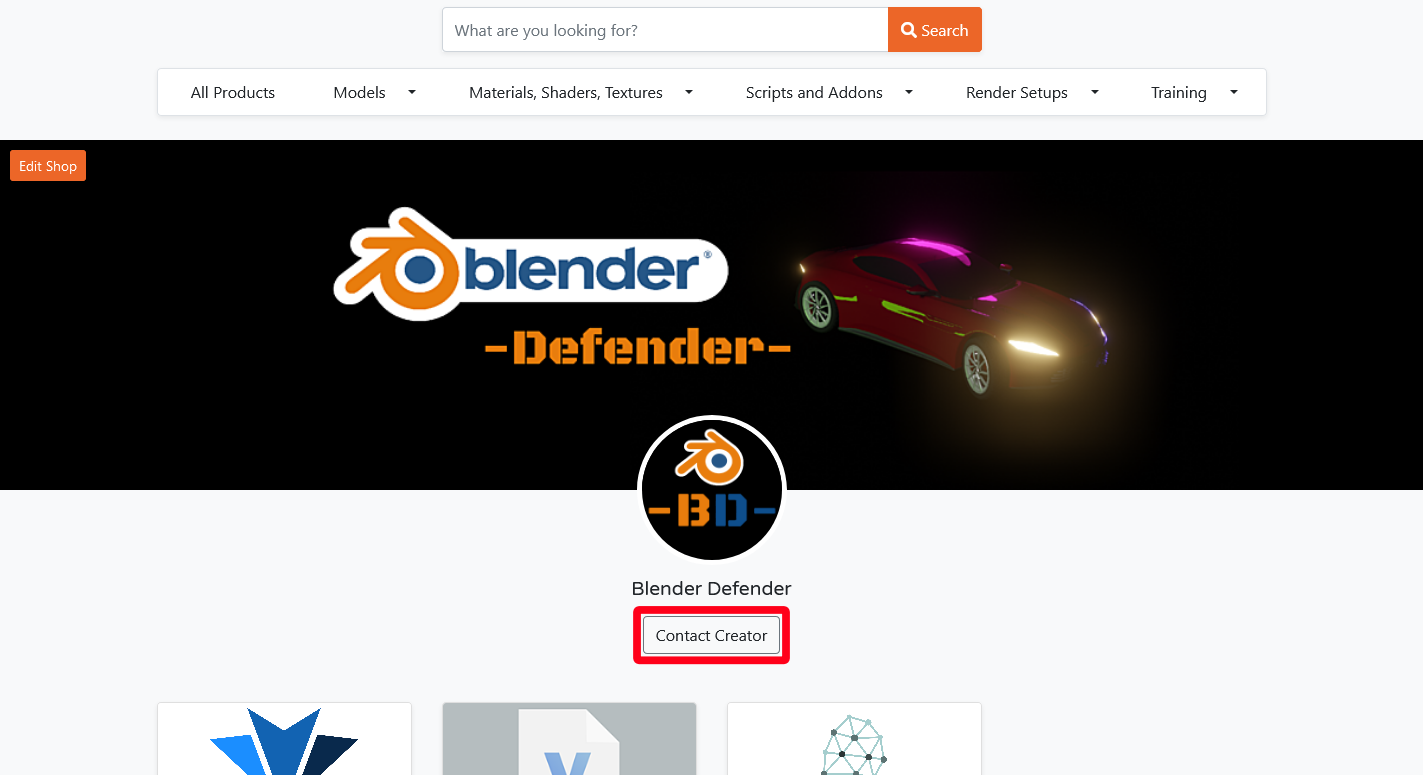 What are you looking for?
Search
All Products Models Materials, Shaders, Textures Scripts and Addons Render Setups Training
Edit Shop
blender®
-Defender-
-BD-
Blender Defender
Contact Creator
V